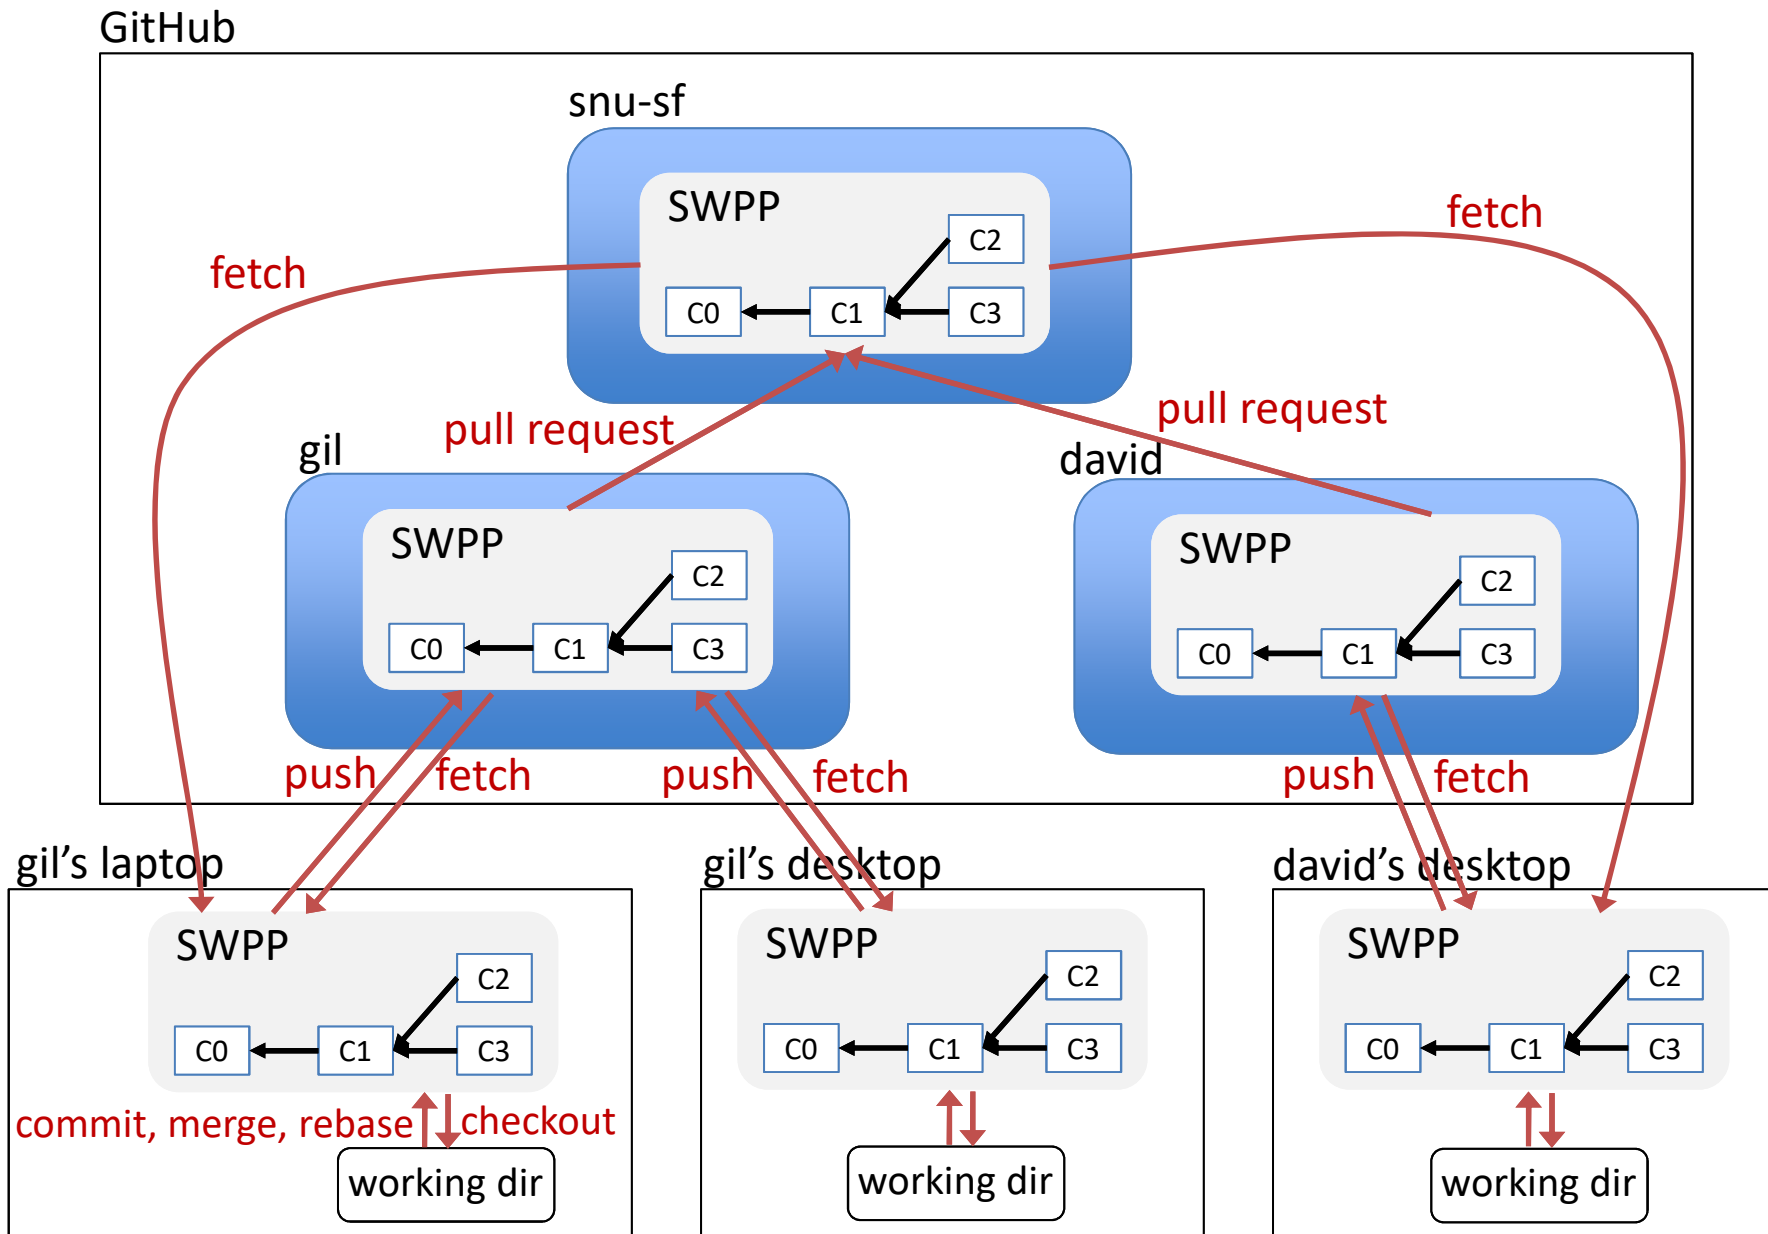 GitHub
snu-sf
SWPP
C2
C0
C1
C3
fetch
fetch
pull request
pull request
gil
SWPP
C2
C0
C1
C3
david
SWPP
C2
C0
C1
C3
push
fetch
push
fetch
push
fetch
gil's laptop
SWPP
C2
C0
C1
C3
commit, merge, rebase
checkout
working dir
gil's desktop
SWPP
C2
C0
C1
C3
working dir
david's desktop
SWPP
C2
C0
C1
C3
working dir